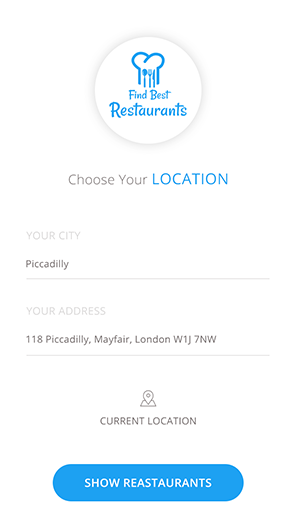 Find Best
Restaurants
Choose Your LOCATION
YOUR CITY
Piccadilly
YOUR ADDRESS
118 Piccadilly, Mayfair, London W1J 7NW
CURRENT LOCATION
SHOW REASTAURANTS